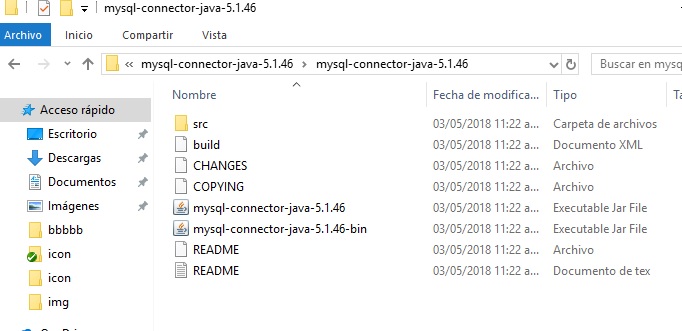 mysql-connector-java-5.1.46
Archivo Inicio Compartir Vista
« mysql-connector-java-5.1.46 > mysql-connector-java-5.1.46
Buscar en mysq
Nombre Fecha de modifica... Tipo
Acceso rápido
Escritorio
Descargas
Documentos
Imágenes
bbbbb
icon
icon
img
src 03/05/2018 11:22 a... Carpeta de archivos
build 03/05/2018 11:22 a... Documento XML
CHANGES 03/05/2018 11:22 a... Archivo
COPYING 03/05/2018 11:22 a... Archivo
mysql-connector-java-5.1.46 03/05/2018 11:22 a... Executable Jar File
mysql-connector-java-5.1.46-bin 03/05/2018 11:22 a... Executable Jar File
README 03/05/2018 11:22 a... Archivo
README 03/05/2018 11:22 a... Documento de tex